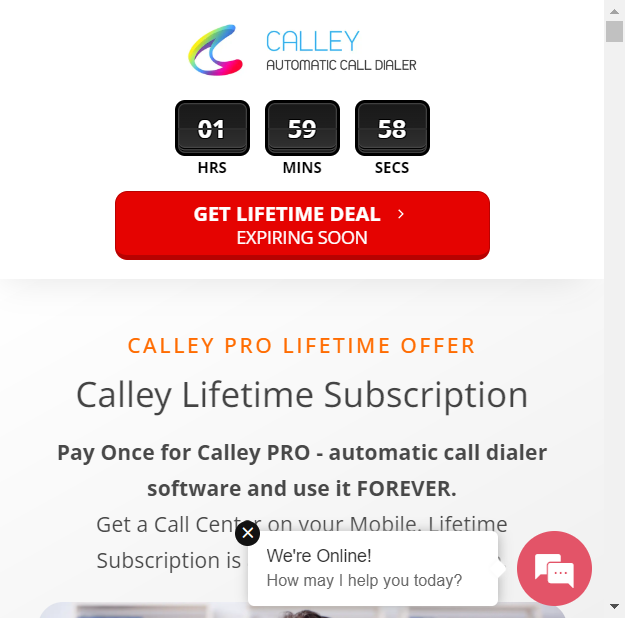 CALLEY
AUTOMATIC CALL DIALER
01 59 58
HRS MINS SECS
GET LIFETIME DEAL
EXPIRING SOON
CALLEY PRO LIFETIME OFFER
Calley Lifetime Subscription
Pay Once for Calley PRO - automatic call dialer
software and use it FOREVER.
Get a Call Center on your Mobile. Lifetime
Subscription is
We're Online!
How may I help you today?